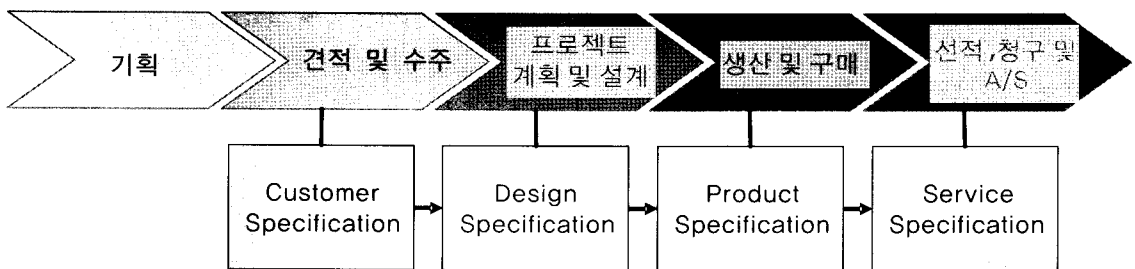 기획
견적 및 수주
프로젝트
계획 및 설계
생산 및 구매
선적,청구 및
A/S
Customer
Specification
Design
Specification
Product
Specification
Service
Specification